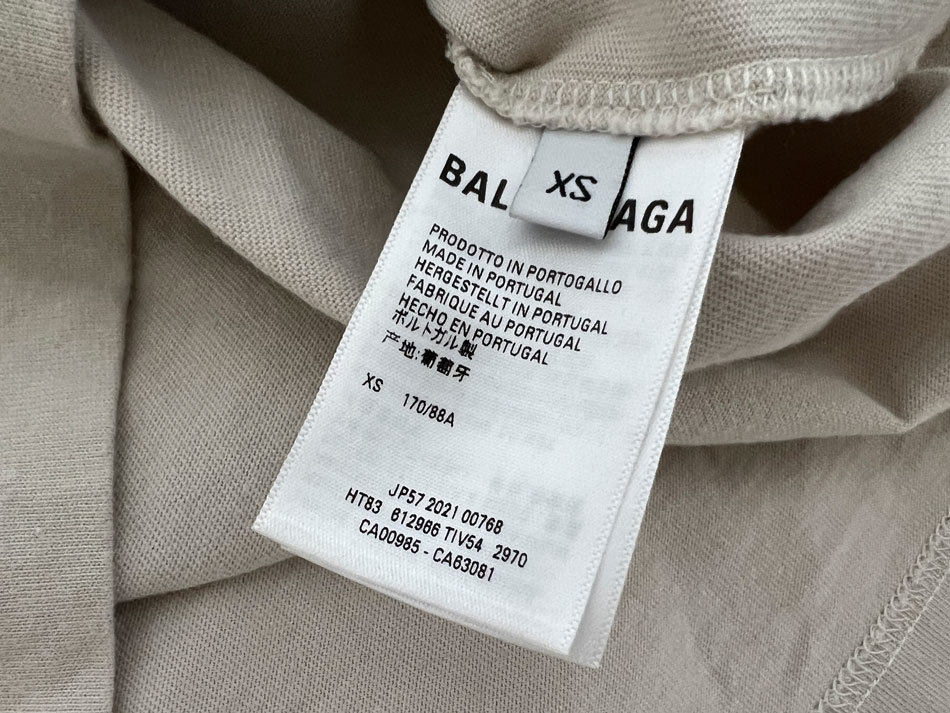 BAL AGA
XS
PRODOTTO IN PORTOGALLO
MADE IN PORTUGAL
HERGESTELLT IN PORTUGAL
FABRIQUE AU PORTUGAL
HECHO EN PORTUGAL
ポルトガル製
产地:葡萄牙
XS 170/88A
JP57 2021 00768
HT83 612966 TIV54 2970
CA00985 - CA63081